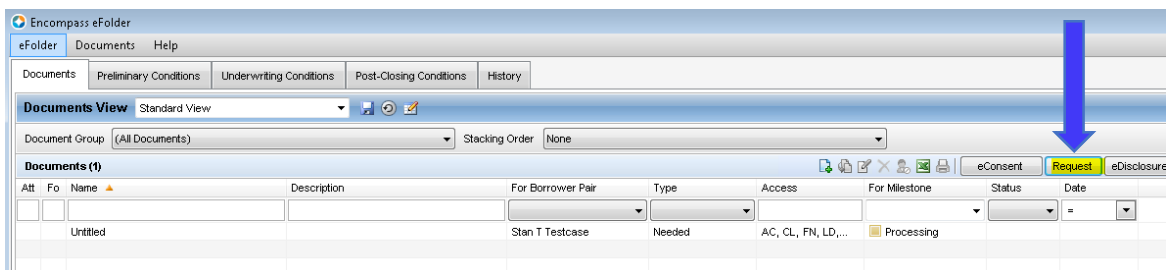 Encompass eFolder
eFolder Documents Help
Documents Preliminary Conditions Underwriting Conditions Post-Closing Conditions History
Documents View Standard View
Document Group (All Documents) Stacking Order None
Documents (1) eConsent Request eDisclosure
Att Fo Name Description For Borrower Pair Type Access For Milestone Status Date
=
Untitled Stan T Testcase Needed AC, CL, FN, LD,... Processing